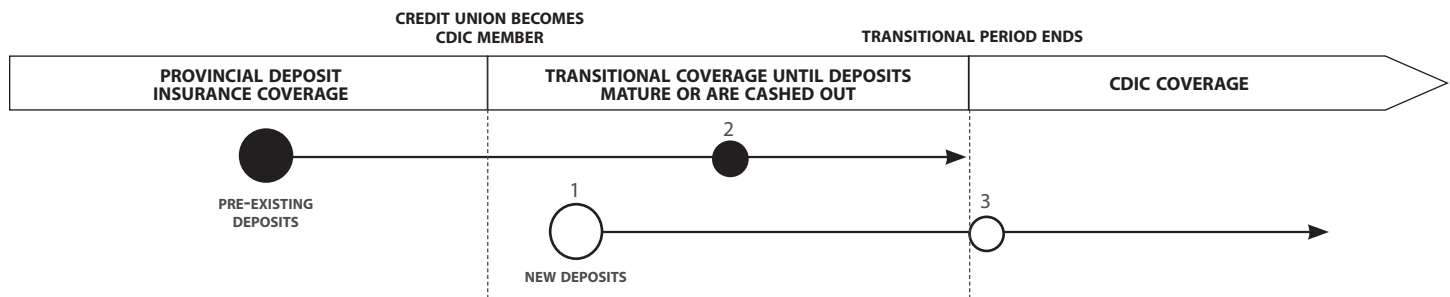 CREDIT UNION BECOMES
CDIC MEMBER
TRANSITIONAL PERIOD ENDS
PROVINCIAL DEPOSIT
INSURANCE COVERAGE
TRANSITIONAL COVERAGE UNTIL DEPOSITS
MATURE OR ARE CASHED OUT
CDIC COVERAGE
2
PRE-EXISTING
DEPOSITS
1
3
NEW DEPOSITS